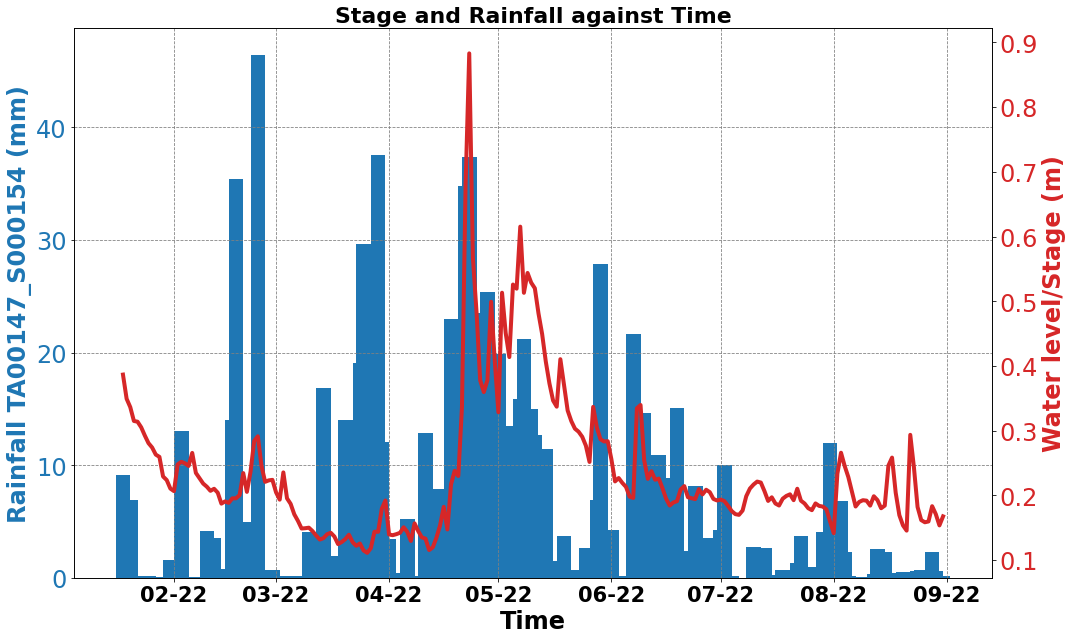 Stage and Rainfall against Time
Rainfall TA00147_S000154 (mm)
40
30
20
10
0
0.9
0.8
0.7
0.6
0.5
0.4
0.3
0.2
0.1
Water level/Stage (m)
02-22 03-22 04-22 05-22 06-22 07-22 08-22 09-22
Time